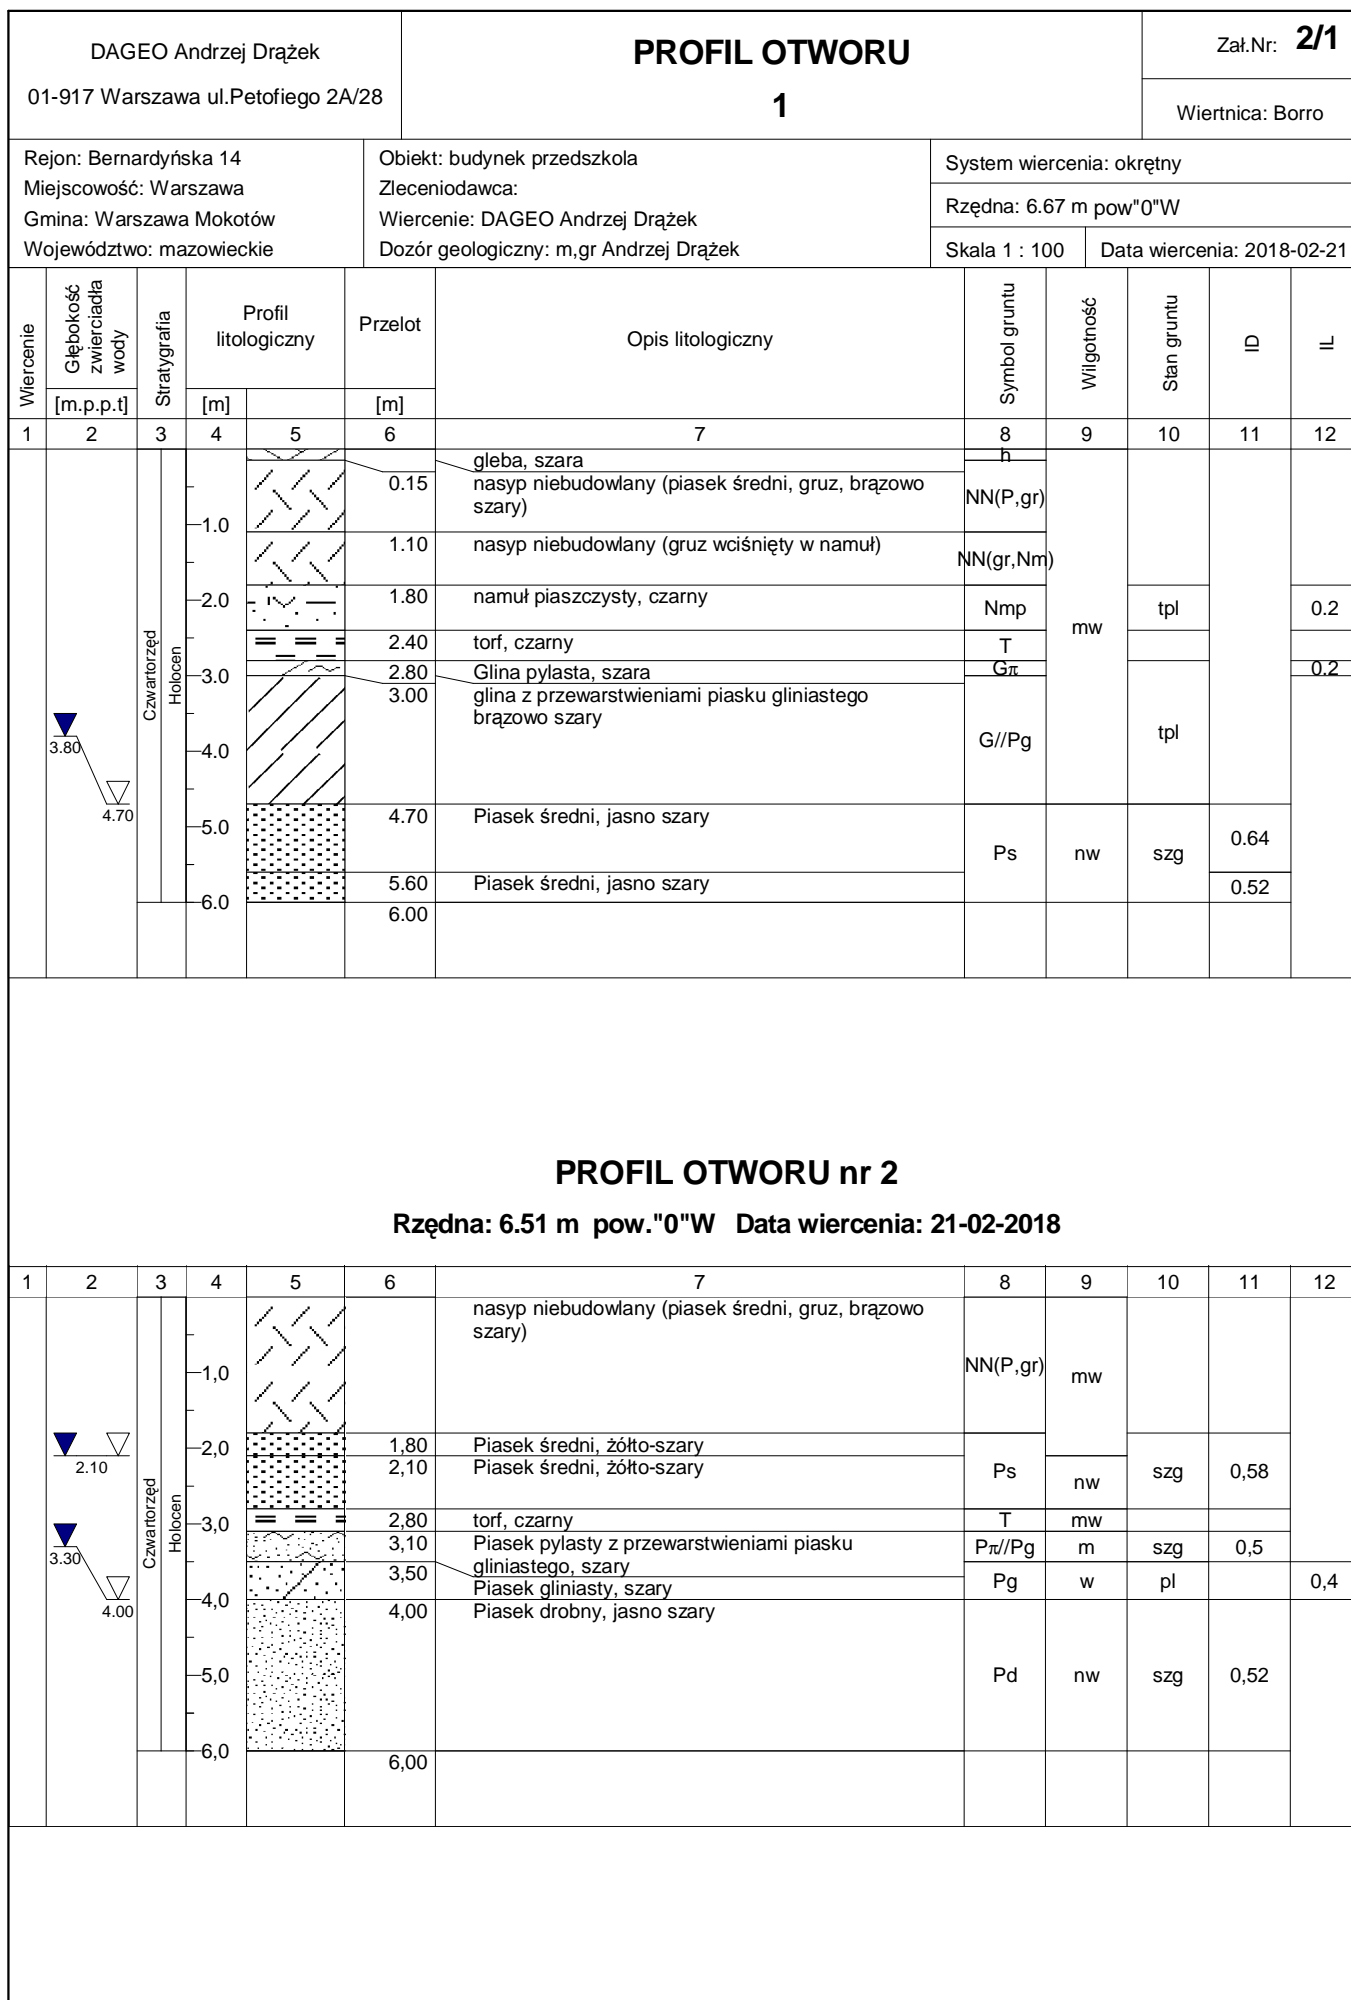 DAGEO Andrzej Drążek
01-917 Warszawa ul.Petofiego 2A/28
PROFIL OTWORU
1
Zał.Nr: 2/1
Wiertnica: Borro
Rejon: Bernardyńska 14
Miejscowość: Warszawa
Gmina: Warszawa Mokotów
Województwo: mazowieckie
Obiekt: budynek przedszkola
Zleceniodawca:
Wiercenie: DAGEO Andrzej Drążek
Dozór geologiczny: m,gr Andrzej Drążek
System wiercenia: okrętny
Rzędna: 6.67 m pow"0"W
Skala 1 : 100 Data wiercenia: 2018-02-21
Wiercenie
Głębokość
zwierciadła
wody
[m.p.p.t]
Stratygrafia
Profil
litologiczny
[m]
Przelot
[m]
Opis litologiczny
Symbol gruntu
Wilgotność
Stan gruntu
ID
IL
1 2 3 4 5 6 7 8 9 10 11 12
gleba, szara h
0.15 nasyp niebudowlany (piasek średni, gruz, brązowo
szary)
NN(P,gr)
1.0
1.10 nasyp niebudowlany (gruz wciśnięty w namuł)
NN(gr,Nm)
2.0 1.80 namuł piaszczysty, czarny Nmp tpl 0.2
mw
2.40 torf, czarny T
3.0 2.80 Glina pylasta, szara Gπ 0.2
3.00 glina z przewarstwieniami piasku gliniastego
brązowo szary
G//Pg tpl
Czwartorzęd
Holocen
3.80
4.0
4.70
4.70 Piasek średni, jasno szary
5.0
Ps nw szg 0.64
5.60 Piasek średni, jasno szary 0.52
6.0
6.00
PROFIL OTWORU nr 2
Rzędna: 6.51 m pow."0"W Data wiercenia: 21-02-2018
1 2 3 4 5 6 7 8 9 10 11 12
nasyp niebudowlany (piasek średni, gruz, brązowo
szary)
1,0 NN(P,gr) mw
2,0 1,80 Piasek średni, żółto-szary
2.10 2,10 Piasek średni, żółto-szary
Ps nw szg 0,58
Czwartorzęd
Holocen
3,0 2,80 torf, czarny T mw
3.30 3,10 Piasek pylasty z przewarstwieniami piasku
gliniastego, szary
Pπ//Pg m szg 0,5
3,50 Piasek gliniasty, szary Pg w pl 0,4
4.00 4,0 4,00 Piasek drobny, jasno szary
5,0 Pd nw szg 0,52
6,0
6,00